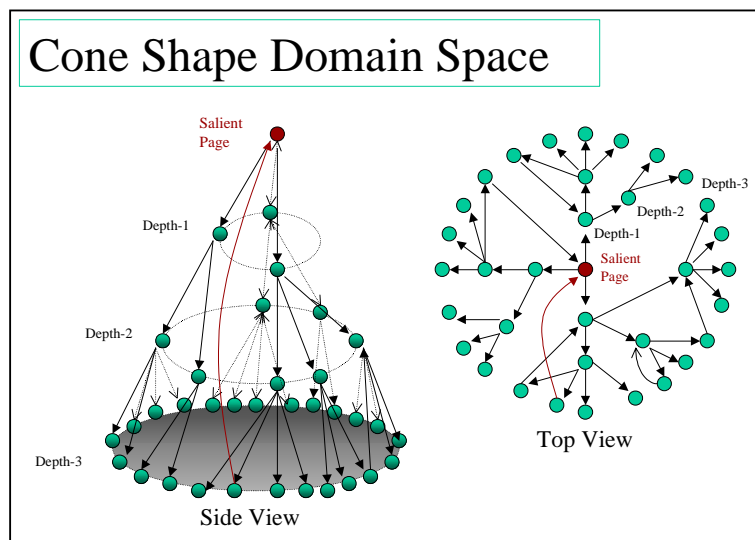 Cone Shape Domain Space
Salient
Page
Depth-1
Depth-2
Depth-3
Side View
Depth-3
Depth-2
Depth-1
Salient
Page
Top View